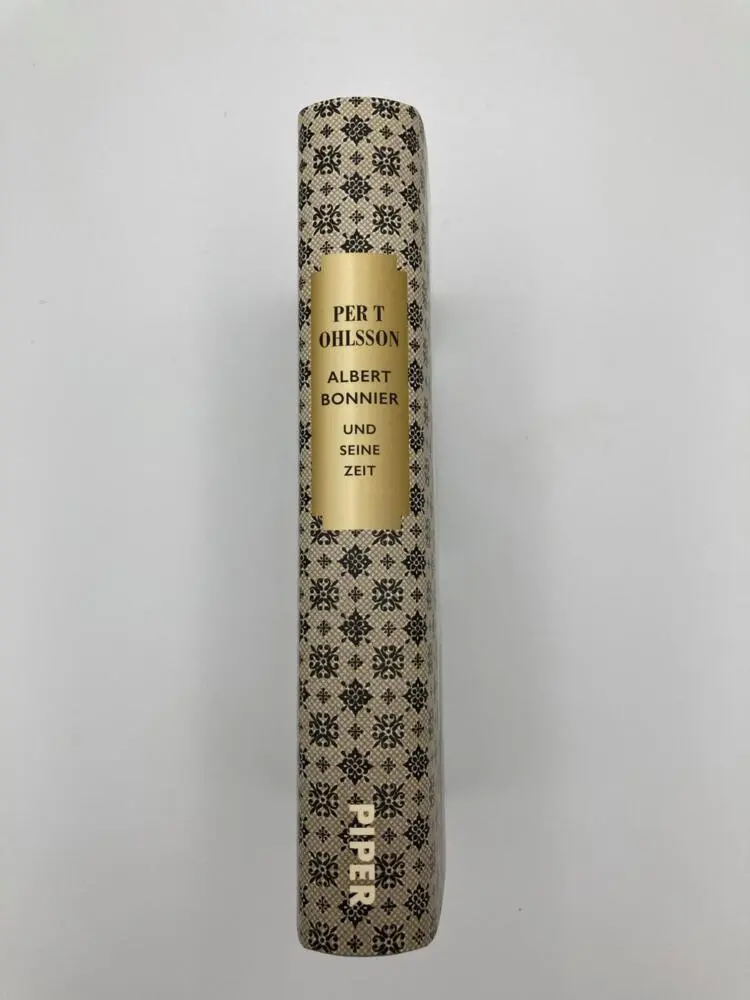 PER T
OHLSSON
ALBERT
BONNIER
UND
SEINE
ZEIT
PIPER